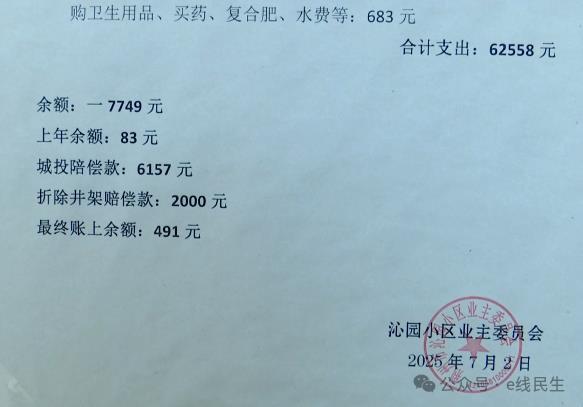 购卫生用品、买药、复合肥、水费等：683 元
合计支出：62558 元
余额：一 7749 元
上年余额：83 元
城投陪偿款：6157 元
折除井架赔偿款：2000 元
最终账上余额：491 元
沁园小区业主委员会
2025 年 7 月 2 日
公众号 · e线民生